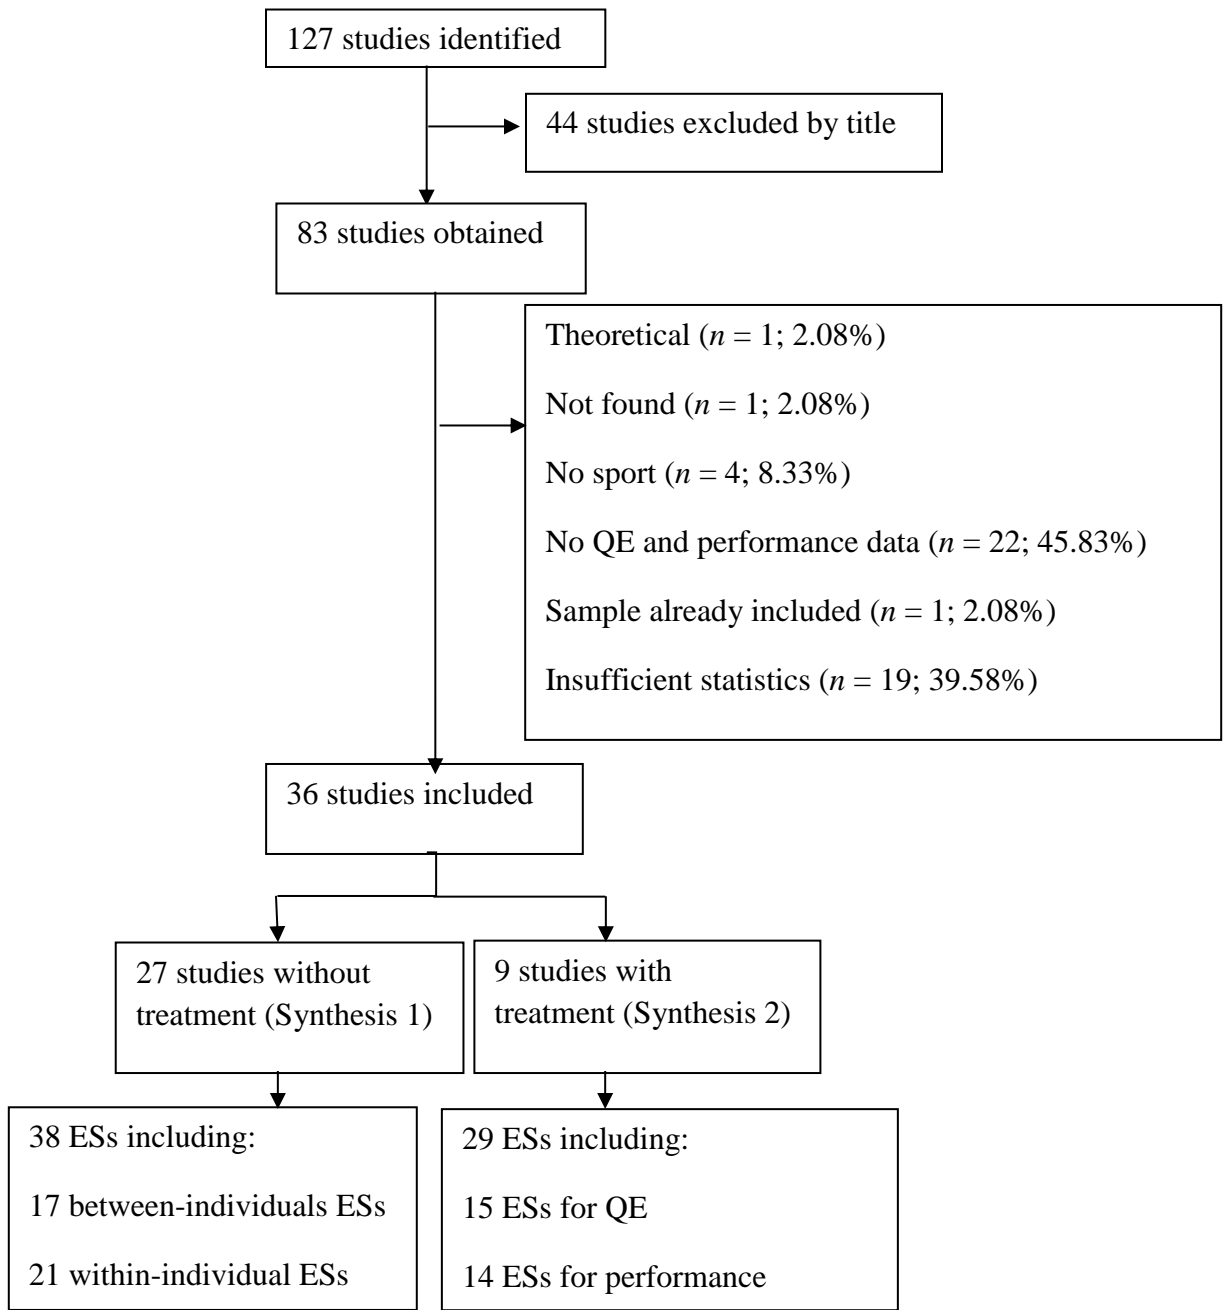 127 studies identified
44 studies excluded by title
83 studies obtained
Theoretical (n = 1; 2.08%)
Not found (n = 1; 2.08%)
No sport (n = 4; 8.33%)
No QE and performance data (n = 22; 45.83%)
Sample already included (n = 1; 2.08%)
Insufficient statistics (n = 19; 39.58%)
36 studies included
27 studies without
treatment (Synthesis 1)
9 studies with
treatment (Synthesis 2)
38 ESs including:
17 between-individuals ESs
21 within-individual ESs
29 ESs including:
15 ESs for QE
14 ESs for performance